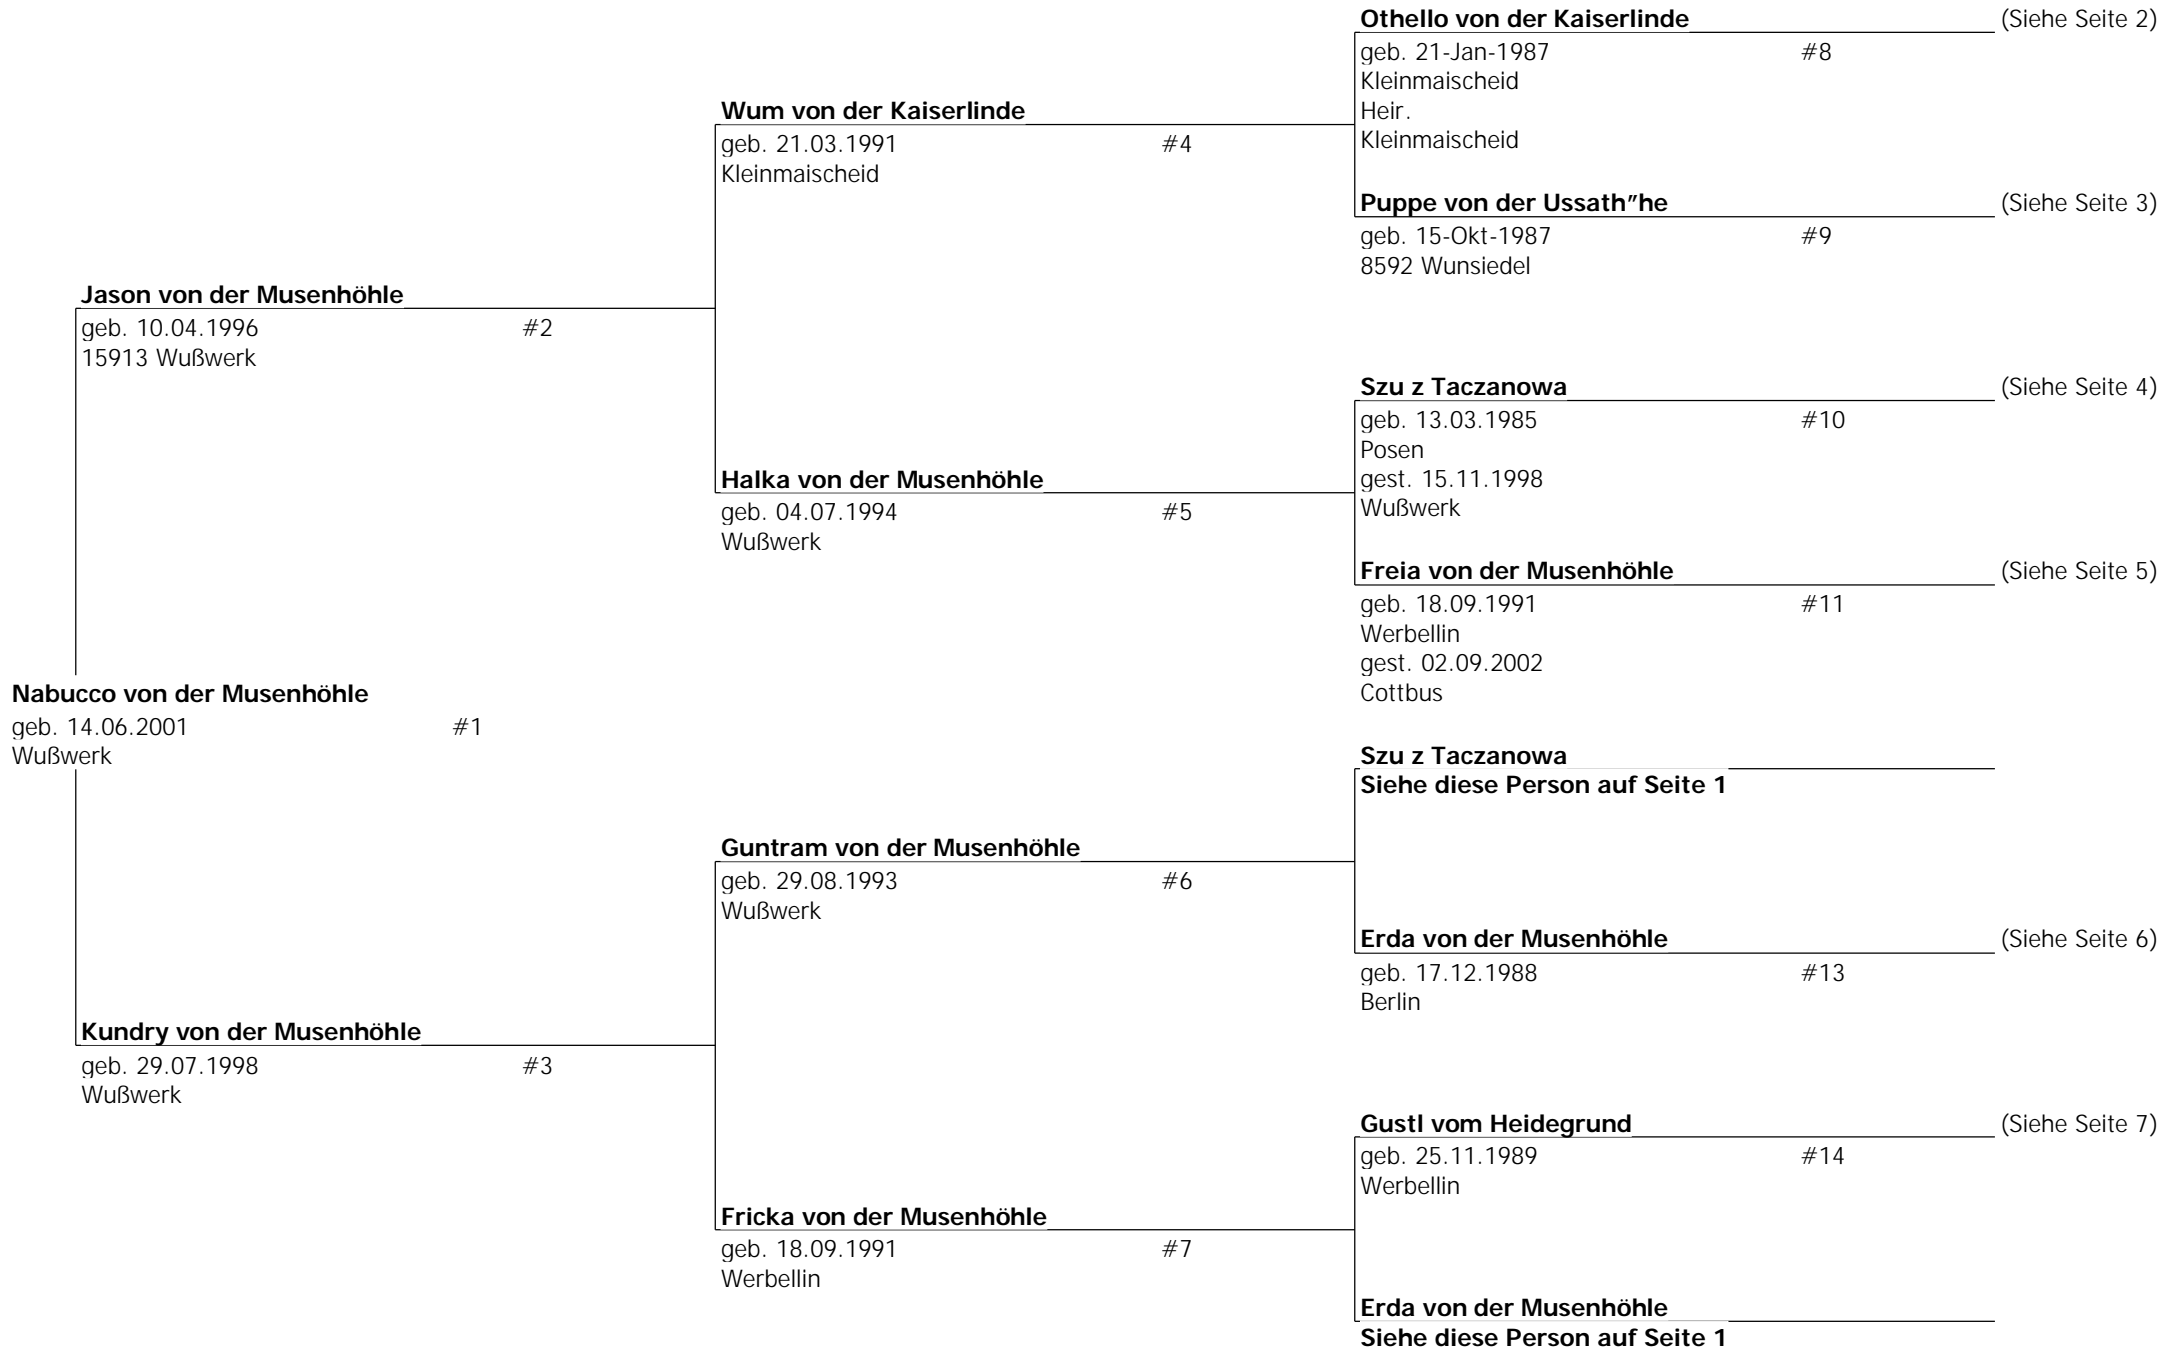 Othello von der Kaiserlinde (Siehe Seite 2)
geb. 21-Jan-1987 #8
Kleinmaischeid
Heir.
Kleinmaischeid
Wum von der Kaiserlinde
geb. 21.03.1991 #4
Kleinmaischeid
Puppe von der Ussath"he (Siehe Seite 3)
geb. 15-Okt-1987 #9
8592 Wunsiedel
Jason von der Musenhöhle
geb. 10.04.1996 #2
15913 Wußwerk
Szu z Taczanowa (Siehe Seite 4)
geb. 13.03.1985 #10
Posen
gest. 15.11.1998
Wußwerk
Halka von der Musenhöhle
geb. 04.07.1994 #5
Wußwerk
Freia von der Musenhöhle (Siehe Seite 5)
geb. 18.09.1991 #11
Werbellin
gest. 02.09.2002
Cottbus
Nabucco von der Musenhöhle
geb. 14.06.2001 #1
Wußwerk
Szu z Taczanowa
Siehe diese Person auf Seite 1
Guntram von der Musenhöhle
geb. 29.08.1993 #6
Wußwerk
Erda von der Musenhöhle (Siehe Seite 6)
geb. 17.12.1988 #13
Berlin
Kundry von der Musenhöhle
geb. 29.07.1998 #3
Wußwerk
Gustl vom Heidegrund (Siehe Seite 7)
geb. 25.11.1989 #14
Werbellin
Fricka von der Musenhöhle
geb. 18.09.1991 #7
Werbellin
Erda von der Musenhöhle
Siehe diese Person auf Seite 1